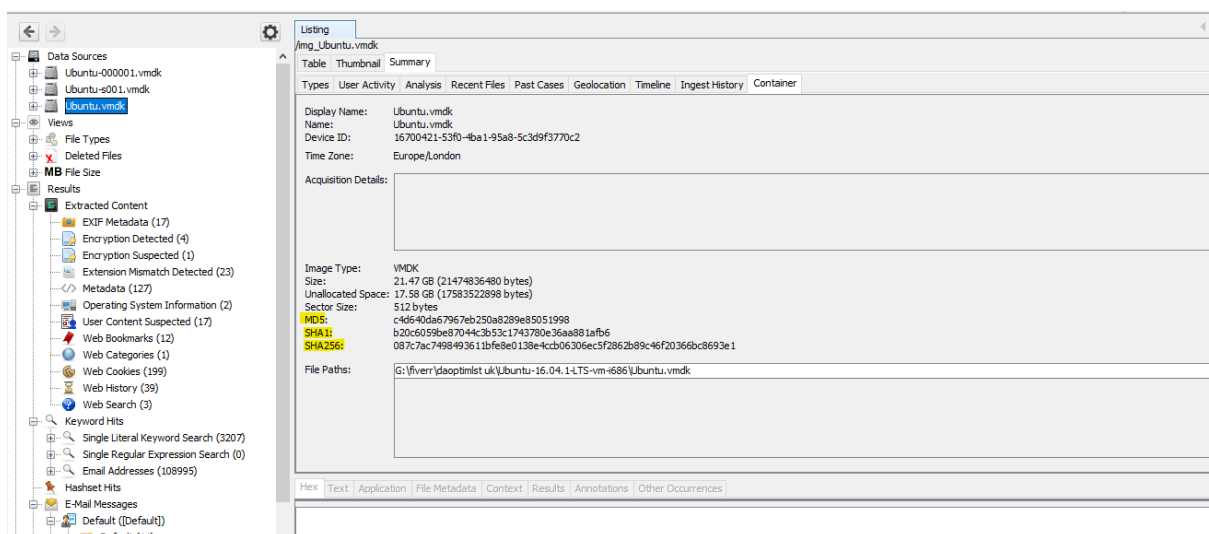 Data Sources
Ubuntu-000001.vmdk
Ubuntu-s001.vmdk
Ubuntu.vmdk
Views
File Types
Deleted Files
MB File Size
Results
Extracted Content
EXIF Metadata (17)
Encryption Detected (4)
Encryption Suspected (1)
Extension Mismatch Detected (23)
Metadata (127)
Operating System Information (2)
User Content Suspected (17)
Web Bookmarks (12)
Web Categories (1)
Web Cookies (199)
Web History (39)
Web Search (3)
Keyword Hits
Single Literal Keyword Search (3207)
Single Regular Expression Search (0)
Email Addresses (108995)
Hashset Hits
E-Mail Messages
Default ([Default])
Listing
/img_Ubuntu.vmdk
Table Thumbnail Summary
Types User Activity Analysis Recent Files Past Cases Geolocation Timeline Ingest History Container
Display Name: Ubuntu.vmdk
Name: Ubuntu.vmdk
Device ID: 16700421-53f0-4ba1-95a8-5c3d9f3770c2
Time Zone: Europe/London
Acquisition Details:
Image Type: VMDK
Size: 21.47 GB (21474836480 bytes)
Unallocated Space: 17.58 GB (17583522898 bytes)
Sector Size: 512 bytes
MD5: c4d640da67967eb250a8289e85051998
SHA1: b20c6059be87044c3b53c1743780e36aa881afb6
SHA256: 087c7ac7498493611bfe8e0138e4ccb06306ec5f2862b89c46f20366bc8693e1
File Paths: G:\fiverr\daoptimlst uk\Ubuntu-16.04.1-LTS-vm-i686\Ubuntu.vmdk
Hex Text Application File Metadata Context Results Annotations Other Occurrences